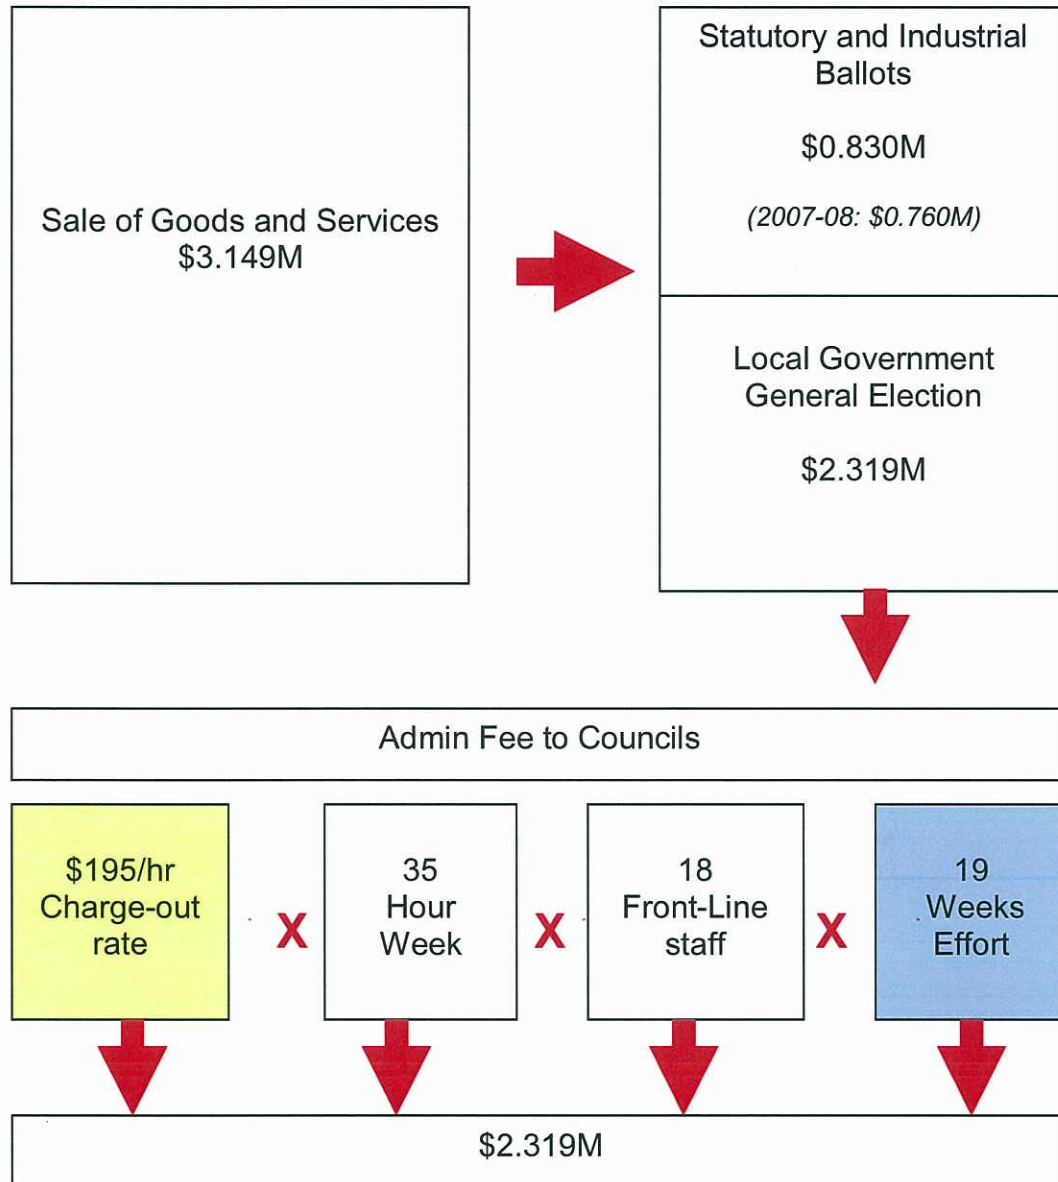 Sale of Goods and Services
$3.149M
Statutory and Industrial
Ballots
$0.830M
(2007-08: $0.760M)
Local Government
General Election
$2.319M
Admin Fee to Councils
$195/hr
Charge-out
rate
X
35
Hour
Week
X
18
Front-Line
staff
X
19
Weeks
Effort
$2.319M